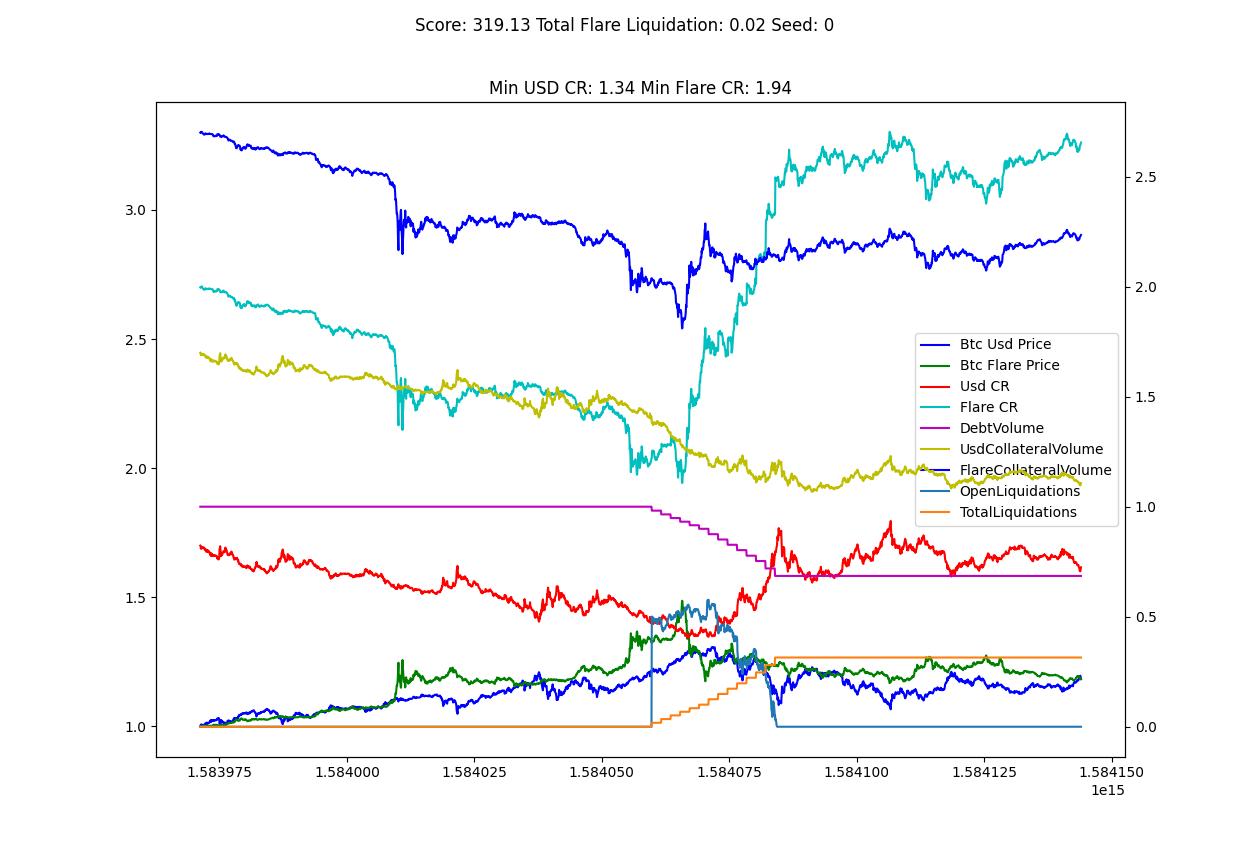 Score: 319.13 Total Flare Liquidation: 0.02 Seed: 0
Min USD CR: 1.34 Min Flare CR: 1.94
3.0
2.5
2.0
1.5
1.0
2.5
2.0
1.5
1.0
0.5
0.0
Btc Usd Price
Btc Flare Price
Usd CR
Flare CR
DebtVolume
UsdCollateralVolume
FlareCollateralVolume
OpenLiquidations
TotalLiquidations
1.583975 1.584000 1.584025 1.584050 1.584075 1.584100 1.584125 1.584150
1e15